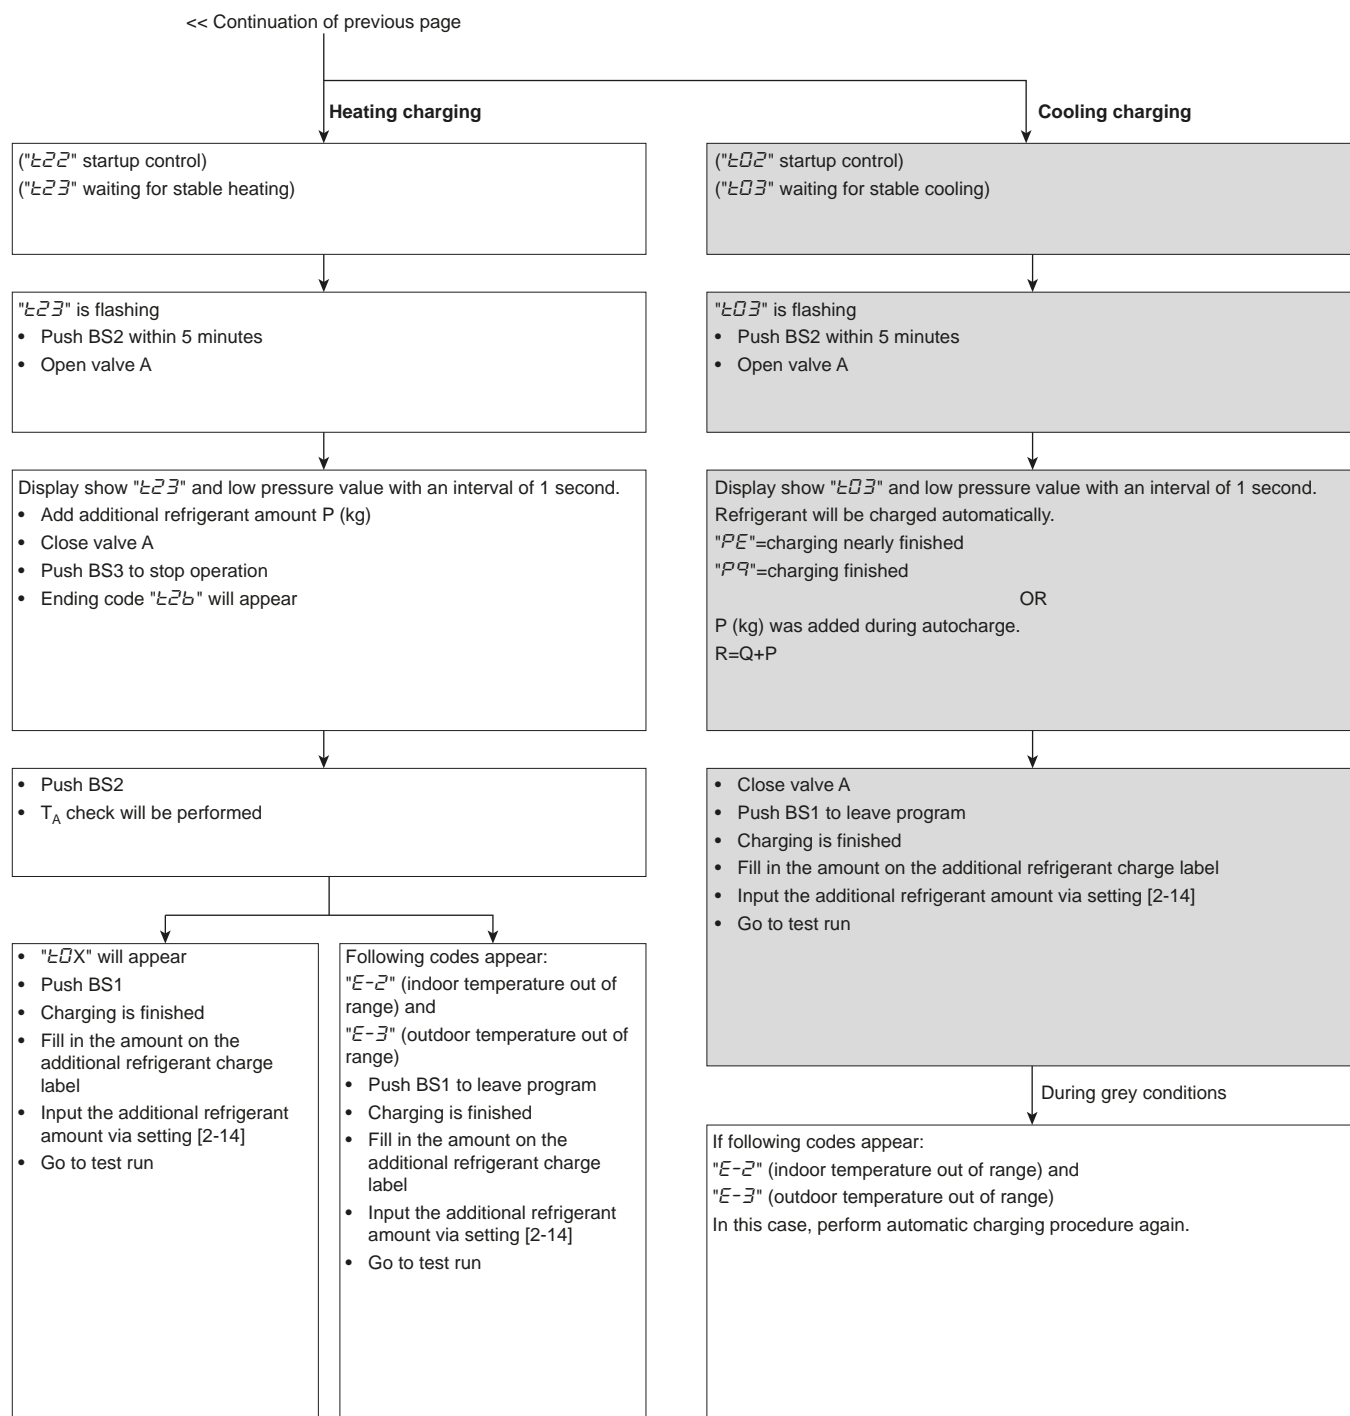 << Continuation of previous page
Heating charging
("t22" startup control)
("t23" waiting for stable heating)
"t23" is flashing
• Push BS2 within 5 minutes
• Open valve A
Display show "t23" and low pressure value with an interval of 1 second.
• Add additional refrigerant amount P (kg)
• Close valve A
• Push BS3 to stop operation
• Ending code "t26" will appear
• Push BS2
• TA check will be performed
• "t0X" will appear
• Push BS1
• Charging is finished
• Fill in the amount on the
additional refrigerant charge
label
• Input the additional refrigerant
amount via setting [2-14]
• Go to test run
Following codes appear:
"E-2" (indoor temperature out of
range) and
"E-3" (outdoor temperature out of
range)
• Push BS1 to leave program
• Charging is finished
• Fill in the amount on the
additional refrigerant charge
label
• Input the additional refrigerant
amount via setting [2-14]
• Go to test run
Cooling charging
("t02" startup control)
("t03" waiting for stable cooling)
"t03" is flashing
• Push BS2 within 5 minutes
• Open valve A
Display show "t03" and low pressure value with an interval of 1 second.
Refrigerant will be charged automatically.
"PE"=charging nearly finished
"P9"=charging finished
OR
P (kg) was added during autocharge.
R=Q+P
• Close valve A
• Push BS1 to leave program
• Charging is finished
• Fill in the amount on the additional refrigerant charge label
• Input the additional refrigerant amount via setting [2-14]
• Go to test run
During grey conditions
If following codes appear:
"E-2" (indoor temperature out of range) and
"E-3" (outdoor temperature out of range)
In this case, perform automatic charging procedure again.